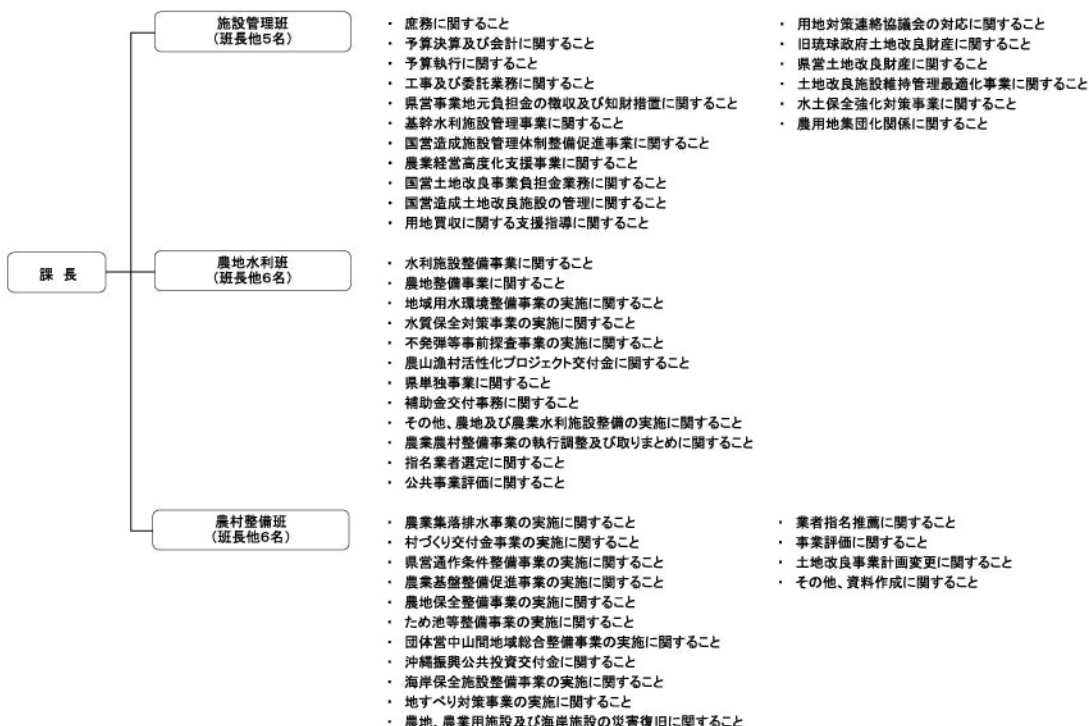 施設管理班
(班長他5名)
・ 庶務に関すること
・ 予算決算及び会計に関すること
・ 予算執行に関すること
・ 工事及び委託業務に関すること
・ 県営事業地元負担金の徴収及び知財措置に関すること
・ 基幹水利施設管理事業に関すること
・ 国営造成施設管理体制整備促進事業に関すること
・ 農業経営高度化支援事業に関すること
・ 国営土地改良事業負担金業務に関すること
・ 国営造成土地改良施設の管理に関すること
・ 用地買収に関する支援指導に関すること
・ 用地対策連絡協議会の対応に関すること
・ 旧琉球政府土地改良財産に関すること
・ 県営土地改良財産に関すること
・ 土地改良施設維持管理最適化事業に関すること
・ 水土保全強化対策事業に関すること
・ 農用地集団化関係に関すること
課 長
農地水利班
(班長他6名)
・ 水利施設整備事業に関すること
・ 農地整備事業に関すること
・ 地域用水環境整備事業の実施に関すること
・ 水質保全対策事業の実施に関すること
・ 不発弾等事前探査事業の実施に関すること
・ 農山漁村活性化プロジェクト交付金に関すること
・ 県単独事業に関すること
・ 補助金交付事務に関すること
・ その他、農地及び農業水利施設整備の実施に関すること
・ 農業農村整備事業の執行調整及び取りまとめに関すること
・ 指名業者選定に関すること
・ 公共事業評価に関すること
農村整備班
(班長他6名)
・ 農業集落排水事業の実施に関すること
・ 村づくり交付金事業の実施に関すること
・ 県営通作条件整備事業の実施に関すること
・ 農業基盤整備促進事業の実施に関すること
・ 農地保全整備事業の実施に関すること
・ ため池等整備事業の実施に関すること
・ 団体営中山間地域総合整備事業の実施に関すること
・ 沖縄振興公共投資交付金に関すること
・ 海岸保全施設整備事業の実施に関すること
・ 地すべり対策事業の実施に関すること
・ 農地、農業用施設及び海岸施設の災害復旧に関すること
・ 業者指名推薦に関すること
・ 事業評価に関すること
・ 土地改良事業計画変更に関すること
・ その他、資料作成に関すること